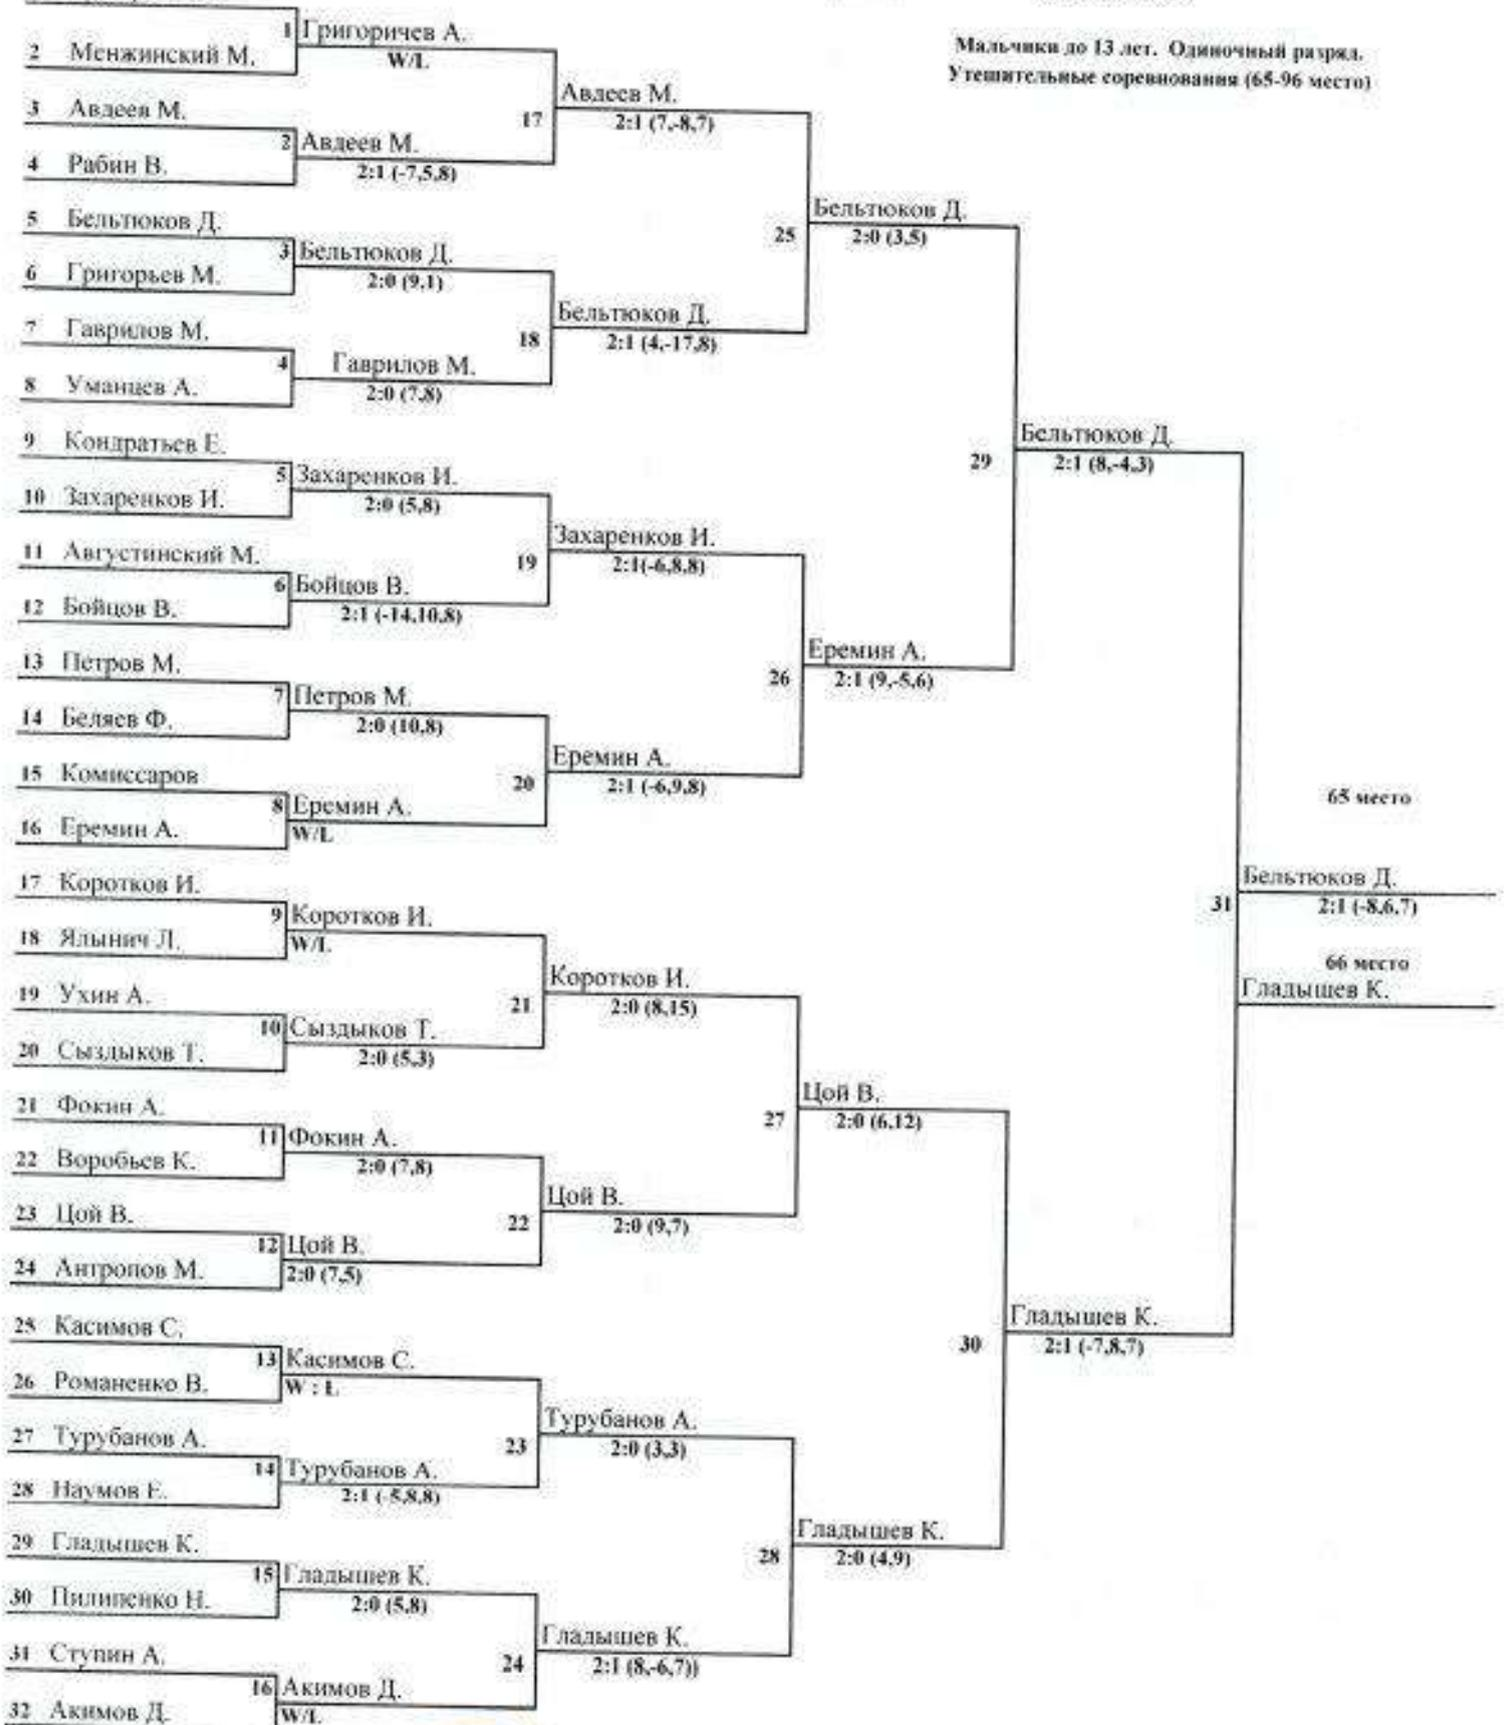 Мальчики до 13 лет. Одиночный разряд.
Утешительные соревнования (65-96 место)
1 Григоричев А.
W/L
2 Менжинский М.
3 Авдеев М.
2 Авдеев М.
2:1 (-7,5,8)
4 Рабин В.
17 Авдеев М.
2:1 (7,-8,7)
5 Бельтюков Д.
3 Бельтюков Д.
2:0 (9,1)
6 Григорьев М.
7 Гаврилов М.
4 Гаврилов М.
2:0 (7,8)
8 Уманцев А.
18 Бельтюков Д.
2:1 (4,-17,8)
25 Бельтюков Д.
2:0 (3,5)
9 Кондратьев Е.
5 Захаренков И.
2:0 (5,8)
10 Захаренков И.
11 Августинский М.
6 Бойцов В.
2:1 (-14,10,8)
12 Бойцов В.
19 Захаренков И.
2:1(-6,8,8)
13 Петров М.
7 Петров М.
2:0 (10,8)
14 Беляев Ф.
15 Комиссаров
8 Еремин А.
W/L
16 Еремин А.
20 Еремин А.
2:1 (-6,9,8)
26 Еремин А.
2:1 (9,-5,6)
29 Бельтюков Д.
2:1 (8,-4,3)
17 Коротков И.
9 Коротков И.
W/L
18 Ялынич Л.
19 Ухин А.
10 Сыздыков Т.
2:0 (5,3)
20 Сыздыков Т.
21 Коротков И.
2:0 (8,15)
21 Фокин А.
11 Фокин А.
2:0 (7,8)
22 Воробьев К.
23 Цой В.
12 Цой В.
2:0 (7,5)
24 Антропов М.
22 Цой В.
2:0 (9,7)
27 Цой В.
2:0 (6,12)
25 Касимов С.
13 Касимов С.
W : L
26 Романенко В.
27 Турубанов А.
14 Турубанов А.
2:1 (-5,8,8)
28 Наумов Е.
23 Турубанов А.
2:0 (3,3)
29 Гладышев К.
15 Гладышев К.
2:0 (5,8)
30 Пилипенко Н.
31 Ступин А.
16 Акимов Д.
W/L
32 Акимов Д.
24 Гладышев К.
2:1 (8,-6,7))
28 Гладышев К.
2:0 (4,9)
30 Гладышев К.
2:1 (-7,8,7)
65 место
31 Бельтюков Д.
2:1 (-8,6,7)
66 место
Гладышев К.